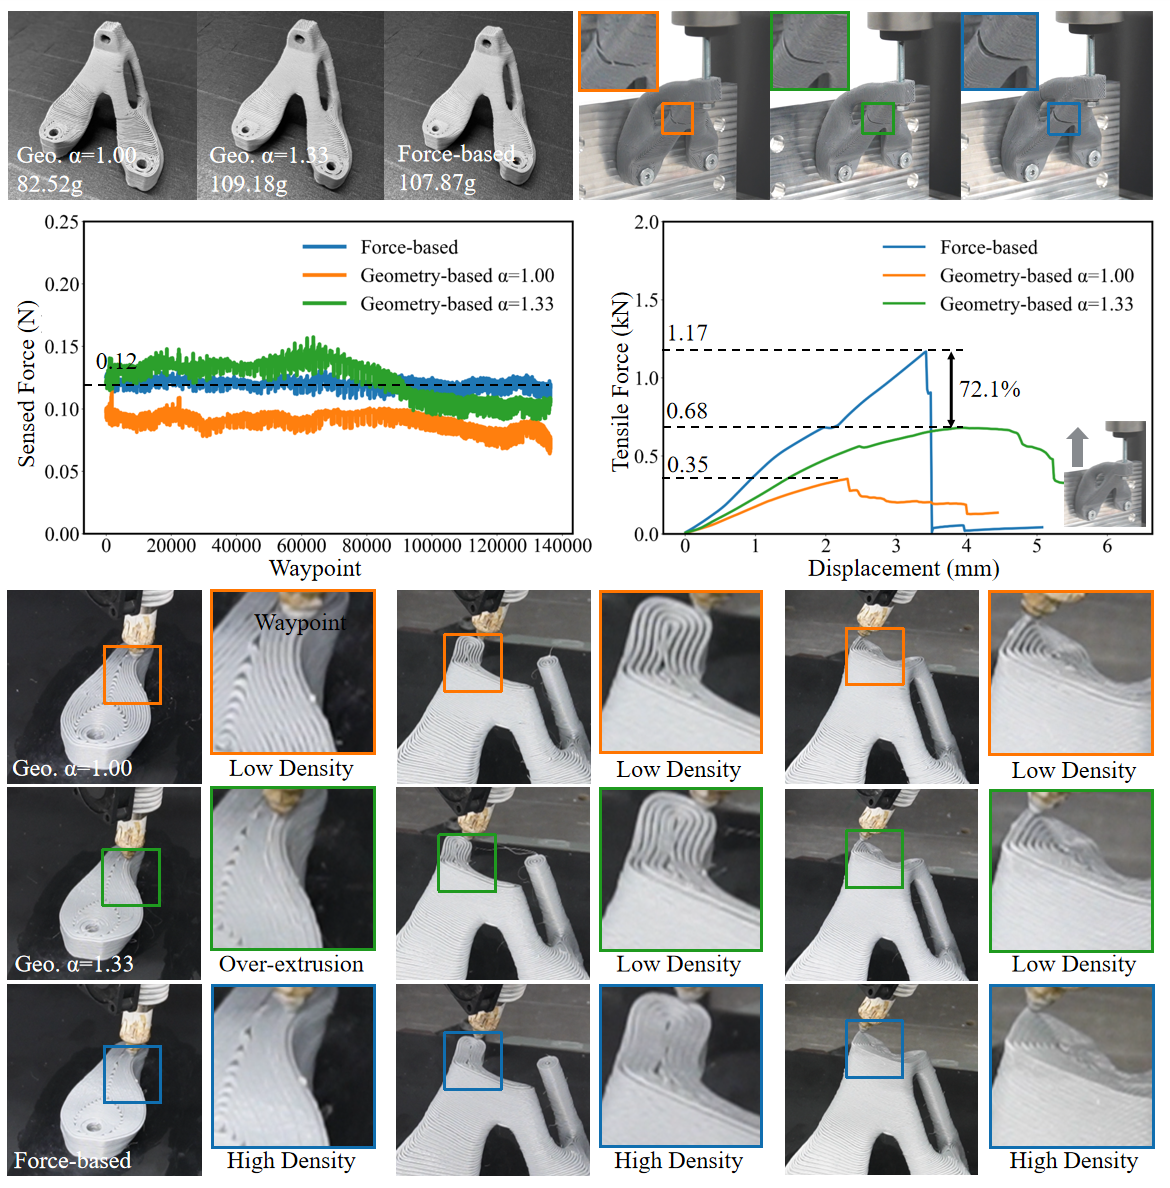 Geo. α=1.00
82.52g
Geo. α=1.33
109.18g
Force-based
107.87g
0.25
0.20
0.15
0.10
0.05
0.00
Sensed Force (N)
0.12
Force-based
Geometry-based α=1.00
Geometry-based α=1.33
0
20000
40000
60000
80000
100000
120000
140000
Waypoint
2.0
1.5
1.0
0.5
0.0
Tensile Force (kN)
Force-based
Geometry-based α=1.00
Geometry-based α=1.33
1.17
0.68
0.35
72.1%
0
1
2
3
4
5
6
Displacement (mm)
Waypoint
Geo. α=1.00
Low Density
Low Density
Low Density
Geo. α=1.33
Over-extrusion
Low Density
Low Density
Force-based
High Density
High Density
High Density